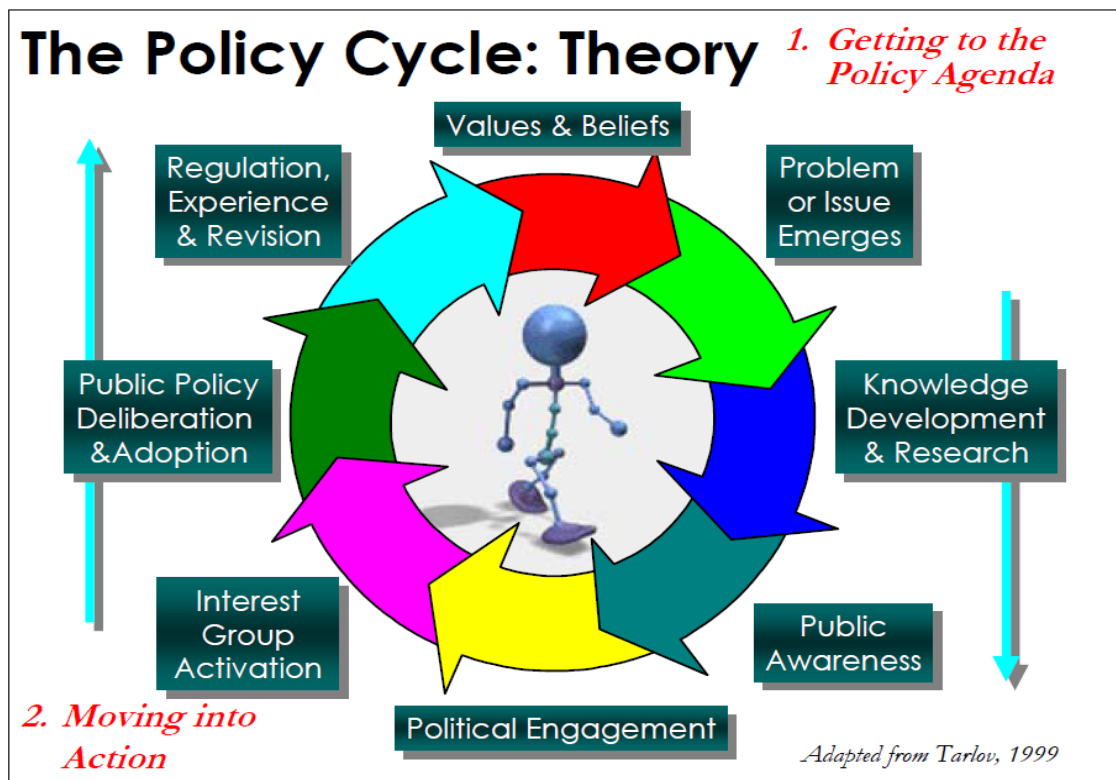 The Policy Cycle: Theory
1. Getting to the
Policy Agenda
Values & Beliefs
Problem
or Issue
Emerges
Knowledge
Development
& Research
Public
Awareness
Political Engagement
Interest
Group
Activation
Public Policy
Deliberation
&Adoption
Regulation,
Experience
& Revision
2. Moving into
Action
Adapted from Tarlov, 1999